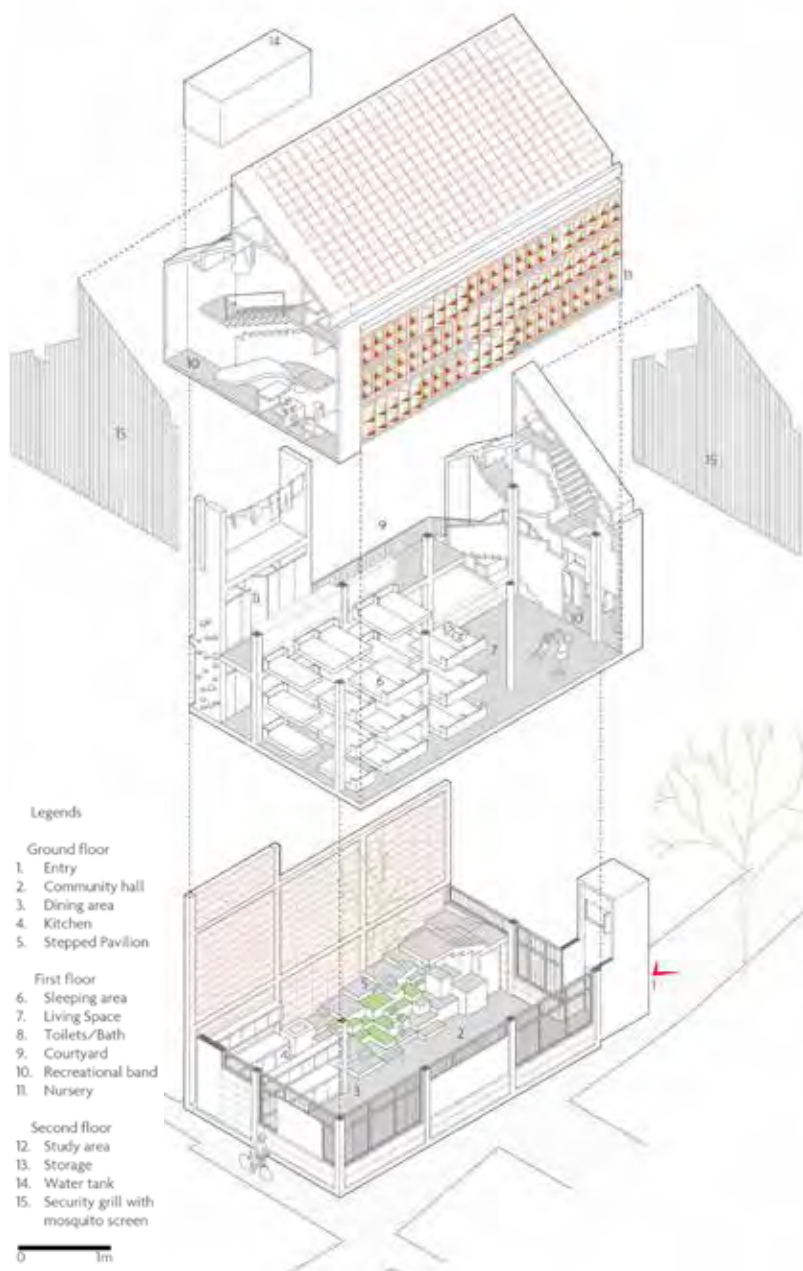 14
11
10
15
15
9
8
10
7
6
Legends
Ground floor
1. Entry
2. Community hall
3. Dining area
4. Kitchen
5. Stepped Pavilion
First floor
6. Sleeping area
7. Living Space
8. Toilets/Bath
9. Courtyard
10. Recreational band
11. Nursery
Second floor
12. Study area
13. Storage
14. Water tank
15. Security grill with
mosquito screen
0 1m
5
4
2
3
1